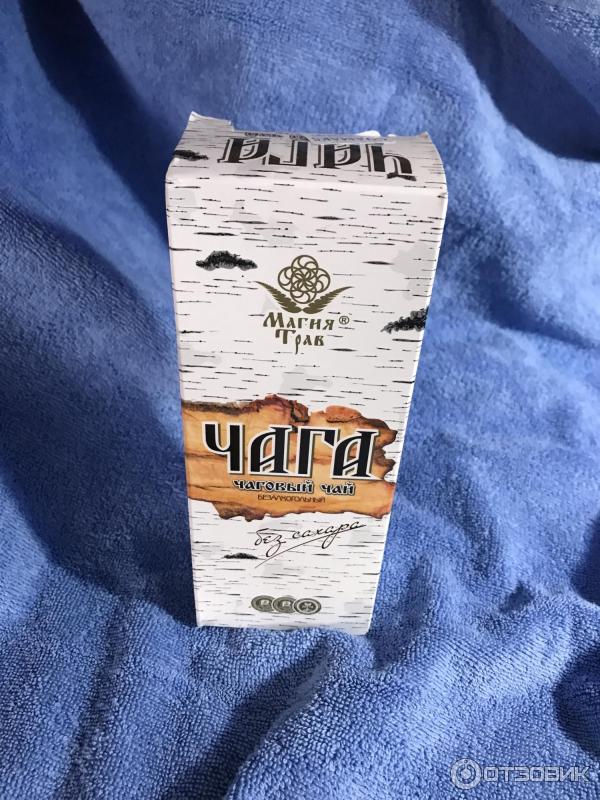 ЧАГА
Магия®
Трав
ЧАГА
ЧАГОВЫЙ ЧАЙ
БЕЗАЛКОГОЛЬНЫЙ
без сахара
ОТЗОВИК